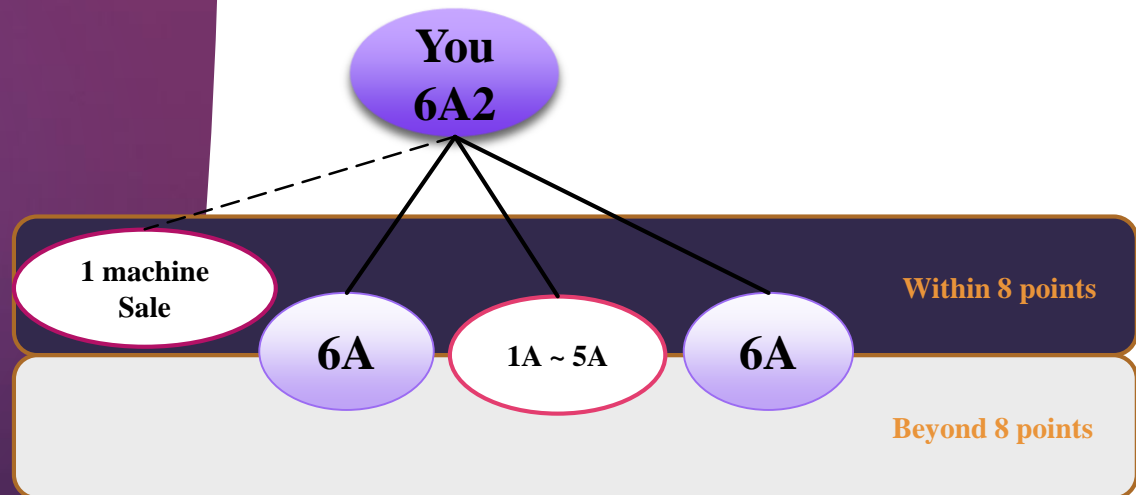 You
6A2
1 machine
Sale
Within 8 points
6A
1A ~ 5A
6A
Beyond 8 points